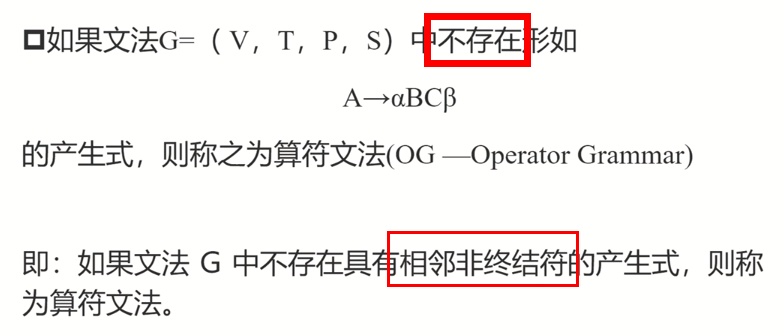 如果文法G=（V，T，P，S）中不存在形如
A→αBCβ
的产生式，则称之为算符文法(OG —Operator Grammar)
即：如果文法 G 中不存在具有相邻非终结符的产生式，则称
为算符文法。